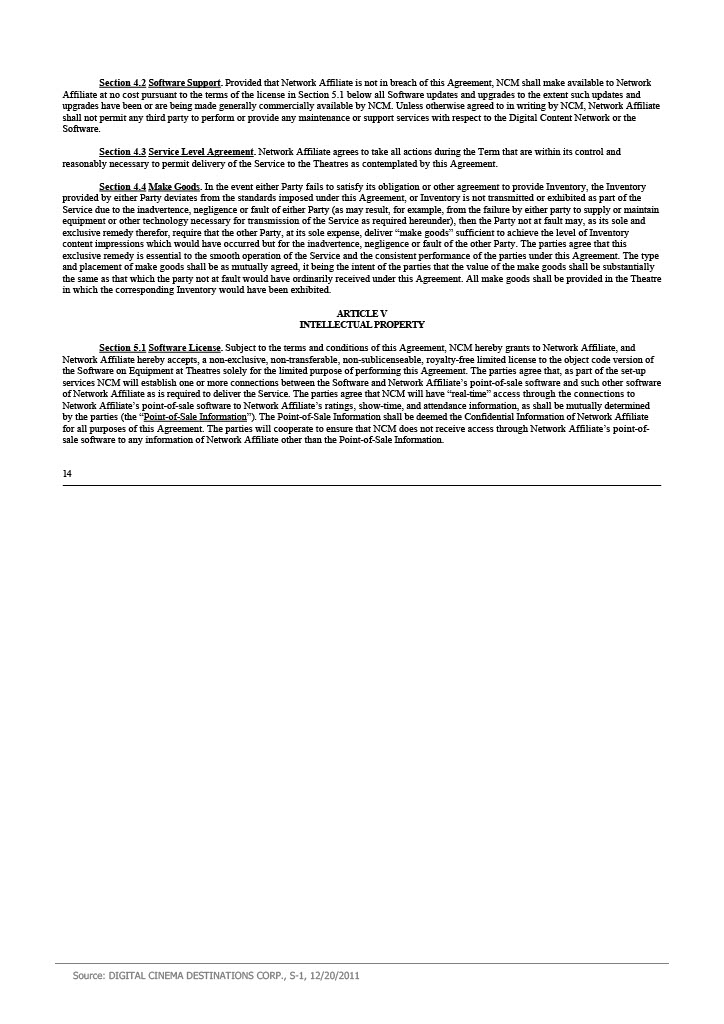 Section 4.2 Software Support. Provided that Network Affiliate is not in breach of this Agreement, NCM shall make available to Network
Affiliate at no cost pursuant to the terms of the license in Section 5.1 below all Software updates and upgrades to the extent such updates and
upgrades have been or are being made generally commercially available by NCM. Unless otherwise agreed to in writing by NCM, Network Affiliate
shall not permit any third party to perform or provide any maintenance or support services with respect to the Digital Content Network or the
Software.
Section 4.3 Service Level Agreement. Network Affiliate agrees to take all actions during the Term that are within its control and
reasonably necessary to permit delivery of the Service to the Theatres as contemplated by this Agreement.
Section 4.4 Make Goods. In the event either Party fails to satisfy its obligation or other agreement to provide Inventory, the Inventory
provided by either Party deviates from the standards imposed under this Agreement, or Inventory is not transmitted or exhibited as part of the
Service due to the inadvertence, negligence or fault of either Party (as may result, for example, from the failure by either party to supply or maintain
equipment or other technology necessary for transmission of the Service as required hereunder), then the Party not at fault may, as its sole and
exclusive remedy therefor, require that the other Party, at its sole expense, deliver “make goods” sufficient to achieve the level of Inventory
content impressions which would have occurred but for the inadvertence, negligence or fault of the other Party. The parties agree that this
exclusive remedy is essential to the smooth operation of the Service and the consistent performance of the parties under this Agreement. The type
and placement of make goods shall be as mutually agreed, it being the intent of the parties that the value of the make goods shall be substantially
the same as that which the party not at fault would have ordinarily received under this Agreement. All make goods shall be provided in the Theatre
in which the corresponding Inventory would have been exhibited.
ARTICLE V
INTELLECTUAL PROPERTY
Section 5.1 Software License. Subject to the terms and conditions of this Agreement, NCM hereby grants to Network Affiliate, and
Network Affiliate hereby accepts, a non-exclusive, non-transferable, non-sublicenseable, royalty-free limited license to the object code version of
the Software on Equipment at Theatres solely for the limited purpose of performing this Agreement. The parties agree that, as part of the set-up
services NCM will establish one or more connections between the Software and Network Affiliate’s point-of-sale software and such other software
of Network Affiliate as is required to deliver the Service. The parties agree that NCM will have “real-time” access through the connections to
Network Affiliate’s point-of-sale software to Network Affiliate’s ratings, show-time, and attendance information, as shall be mutually determined
by the parties (the “Point-of-Sale Information”). The Point-of-Sale Information shall be deemed the Confidential Information of Network Affiliate
for all purposes of this Agreement. The parties will cooperate to ensure that NCM does not receive access through Network Affiliate’s point-of-
sale software to any information of Network Affiliate other than the Point-of-Sale Information.
14
Source: DIGITAL CINEMA DESTINATIONS CORP., S-1, 12/20/2011